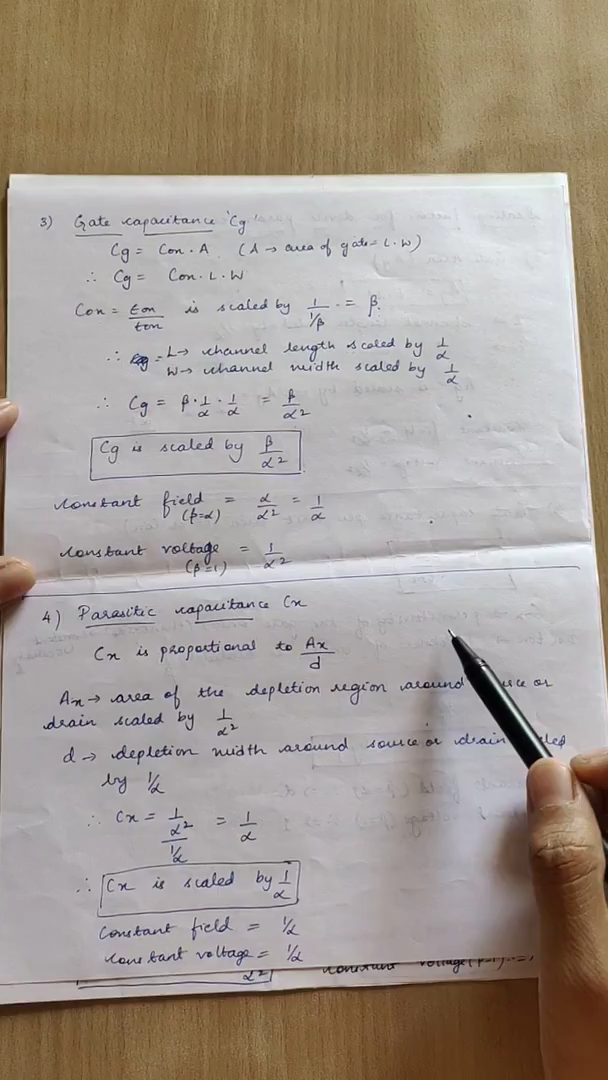 3) Gate capacitance 'Cg'
Cg = Cox . A (A → area of gate = L . W)
∴ Cg = Cox . L . W
Cox = εox/tox is scaled by 1/(1/β) = β.
∴ L → channel length scaled by 1/α
W → channel width scaled by 1/α
∴ Cg = β . 1/α . 1/α = β/α²
Cg is scaled by β/α²
Constant field = α/α² = 1/α
(β=α)
Constant voltage = 1/α²
(β=1)
4) Parasitic capacitance Cx
Cx is proportional to Ax/d
Ax → area of the depletion region around or
drain scaled by 1/α²
d → depletion width around source or drain
by 1/α
∴ Cx = (1/α²)/(1/α) = 1/α
∴ Cx is scaled by 1/α
Constant field = 1/α
Constant voltage = 1/α
α² constant voltage (β=1)